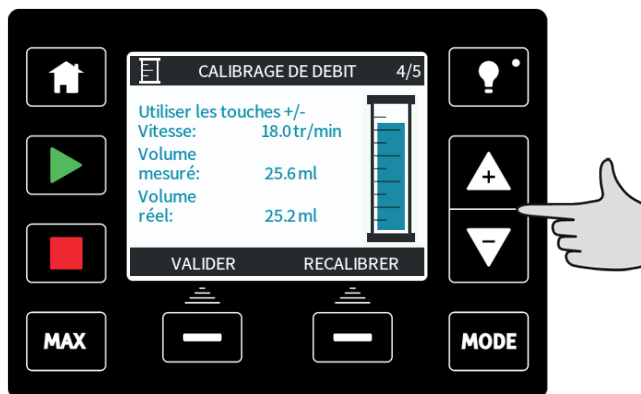 CALIBRAGE DE DEBIT 4/5
Utiliser les touches +/-
Vitesse: 18.0 tr/min
Volume
mesuré: 25.6 ml
Volume
réel: 25.2 ml
+
-
VALIDER RECALIBRER
MAX
MODE